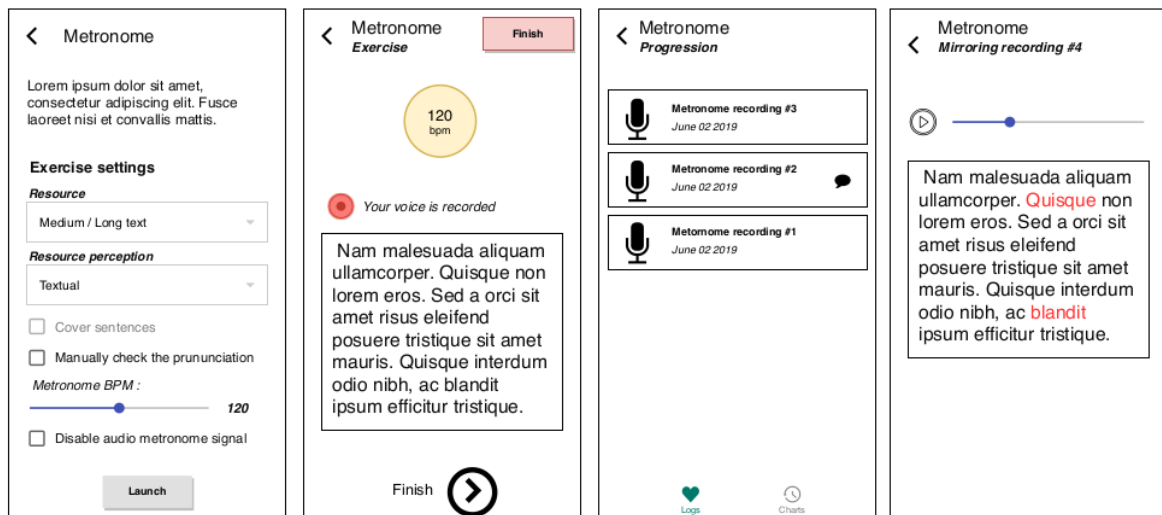 Metronome
Lorem ipsum dolor sit amet,
consectetur adipiscing elit. Fusce
laoreet nisi et convallis mattis.
Exercise settings
Resource
Medium / Long text
Resource perception
Textual
Cover sentences
Manually check the prununciation
Metronome BPM :
120
Disable audio metronome signal
Launch
Metronome
Exercise
Finish
120
bpm
Your voice is recorded
Nam malesuada aliquam
ullamcorper. Quisque non
lorem eros. Sed a orci sit
amet risus eleifend
posuere tristique sit amet
mauris. Quisque interdum
odio nibh, ac blandit
ipsum efficitur tristique.
Finish
Metronome
Progression
Metronome recording #3
June 02 2019
Metronome recording #2
June 02 2019
Metornome recording #1
June 02 2019
Logs
Charts
Metronome
Mirroring recording #4
Nam malesuada aliquam
ullamcorper. Quisque non
lorem eros. Sed a orci sit
amet risus eleifend
posuere tristique sit amet
mauris. Quisque interdum
odio nibh, ac blandit
ipsum efficitur tristique.